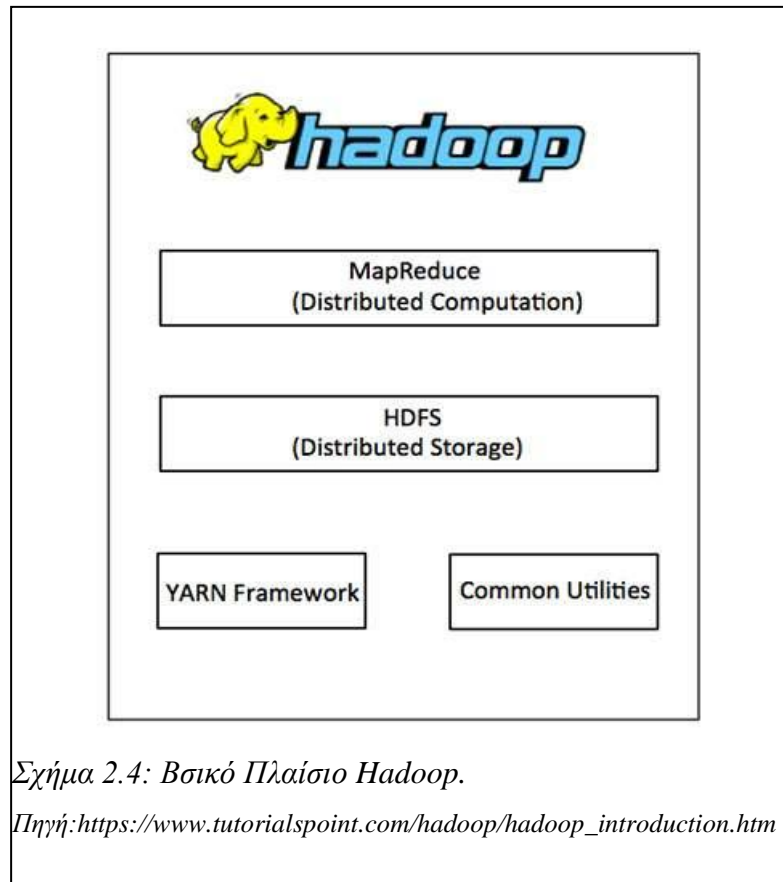 hadoop
MapReduce
(Distributed Computation)
HDFS
(Distributed Storage)
YARN Framework
Common Utilities
Σχήμα 2.4: Βσικό Πλαίσιο Hadoop.
Πηγή:https://www.tutorialspoint.com/hadoop/hadoop_introduction.htm